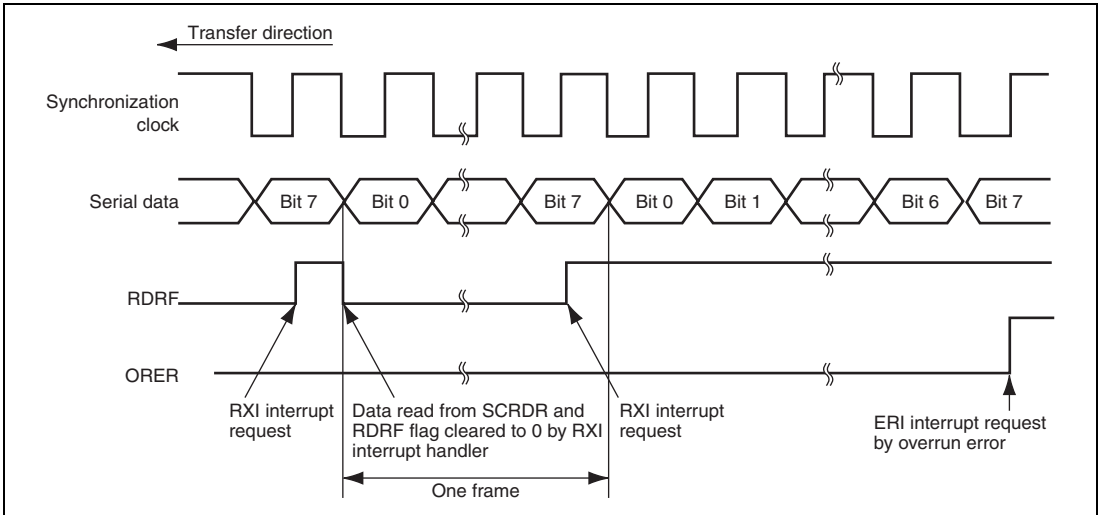 Transfer direction
Synchronization
clock
Serial data
Bit 7
Bit 0
Bit 7
Bit 0
Bit 1
Bit 6
Bit 7
RDRF
ORER
RXI interrupt
request
Data read from SCRDR and
RDRF flag cleared to 0 by RXI
interrupt handler
RXI interrupt
request
ERI interrupt request
by overrun error
One frame